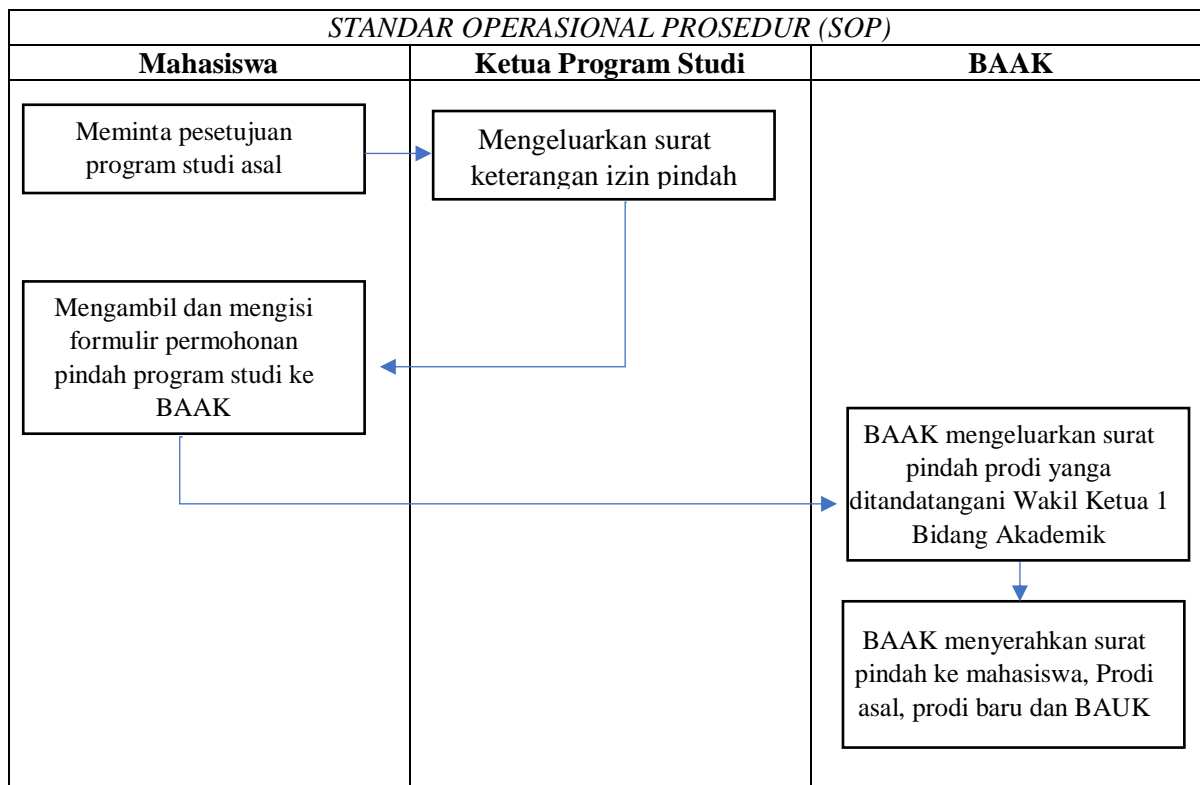 STANDAR OPERASIONAL PROSEDUR (SOP)
Mahasiswa
Ketua Program Studi
BAAK
Meminta pesetujuan
program studi asal
Mengeluarkan surat
keterangan izin pindah
Mengambil dan mengisi
formulir permohonan
pindah program studi ke
BAAK
BAAK mengeluarkan surat
pindah prodi yanga
ditandatangani Wakil Ketua 1
Bidang Akademik
BAAK menyerahkan surat
pindah ke mahasiswa, Prodi
asal, prodi baru dan BAUK